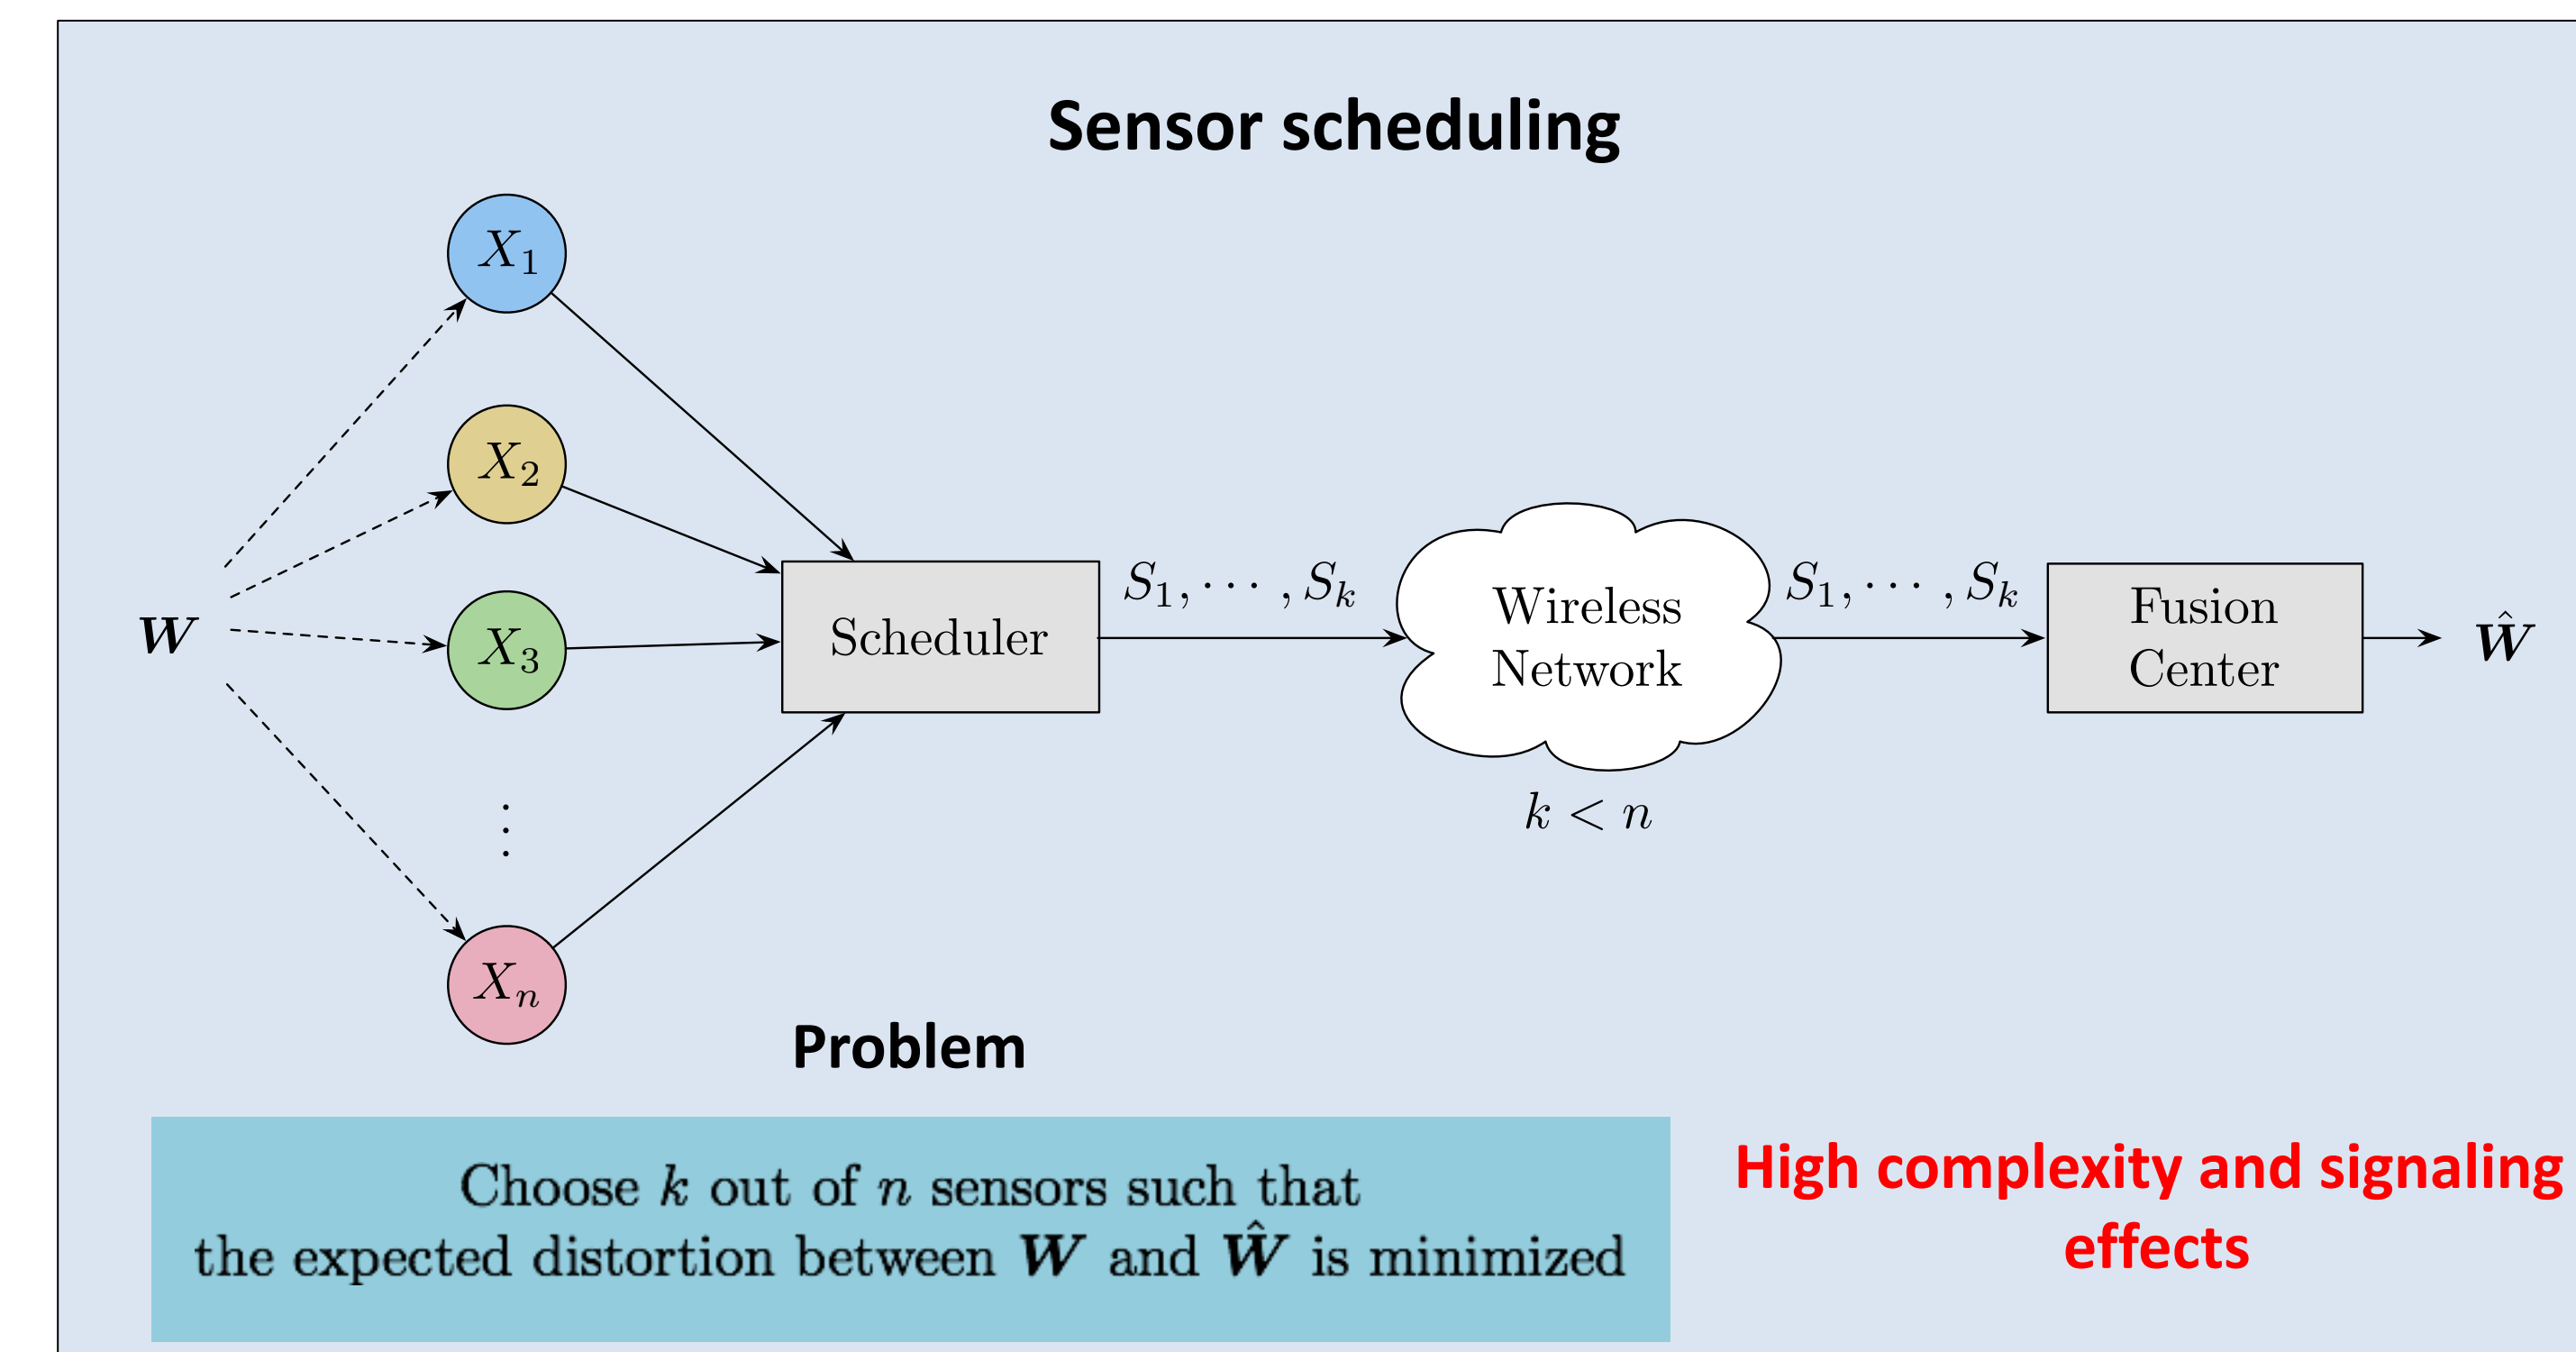 Sensor scheduling
X₁
X₂
X₃
⋮
Xₙ
W
Scheduler
S₁, ⋯ , Sₖ
Wireless
Network
k < n
S₁, ⋯ , Sₖ
Fusion
Center
Ŵ
Problem
Choose k out of n sensors such that
the expected distortion between W and Ŵ is minimized
High complexity and signaling
effects